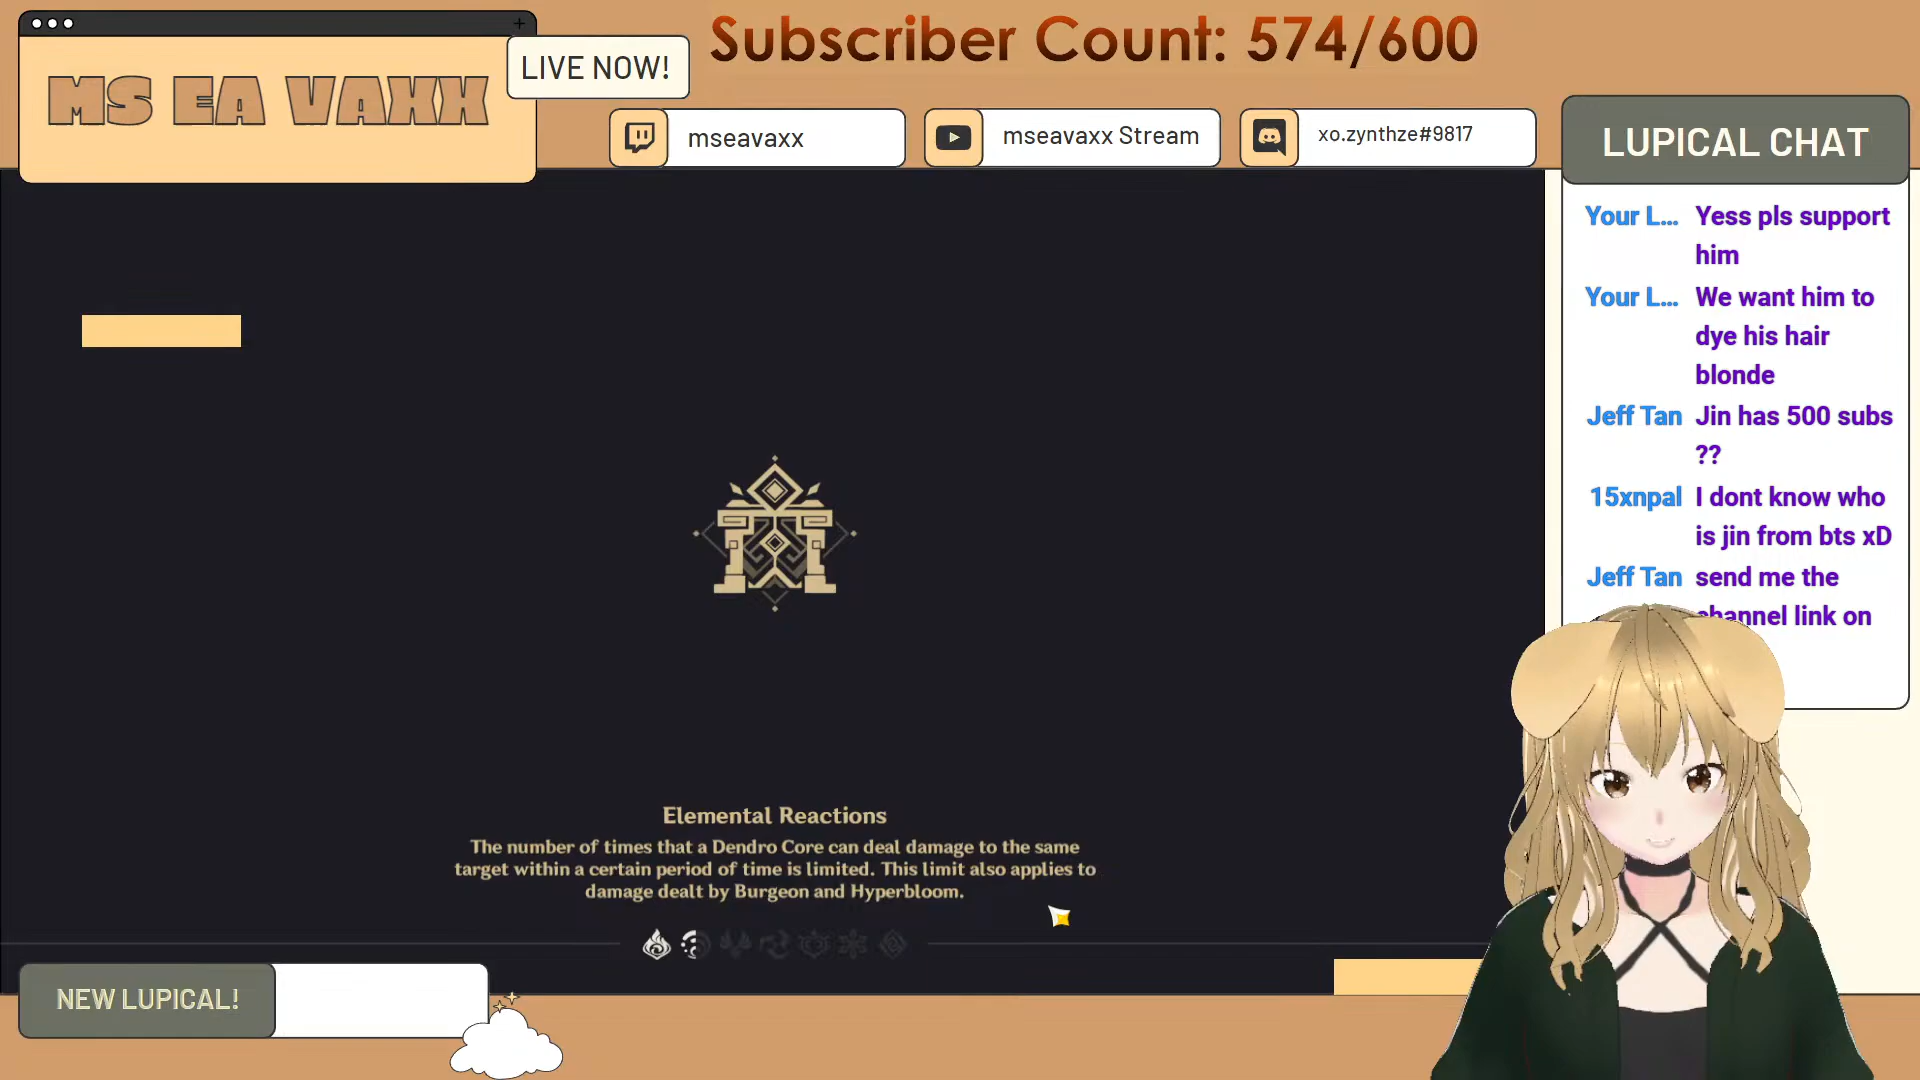 MS EA VAXX
LIVE NOW!
Subscriber Count: 574/600
mseavaxx
mseavaxx Stream
xo.zynthze#9817
LUPICAL CHAT
Your L... Yess pls support
him
Your L... We want him to
dye his hair
blonde
Jeff Tan Jin has 500 subs
??
15xnpal I dont know who
is jin from bts xD
Jeff Tan send me the
channel link on
Elemental Reactions
The number of times that a Dendro Core can deal damage to the same
target within a certain period of time is limited. This limit also applies to
damage dealt by Burgeon and Hyperbloom.
NEW LUPICAL!